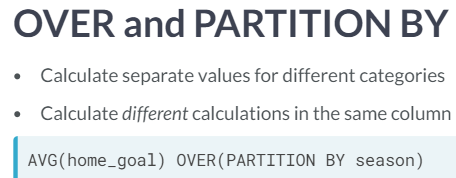 OVER and PARTITION BY
• Calculate separate values for different categories
• Calculate different calculations in the same column
AVG(home_goal) OVER(PARTITION BY season)